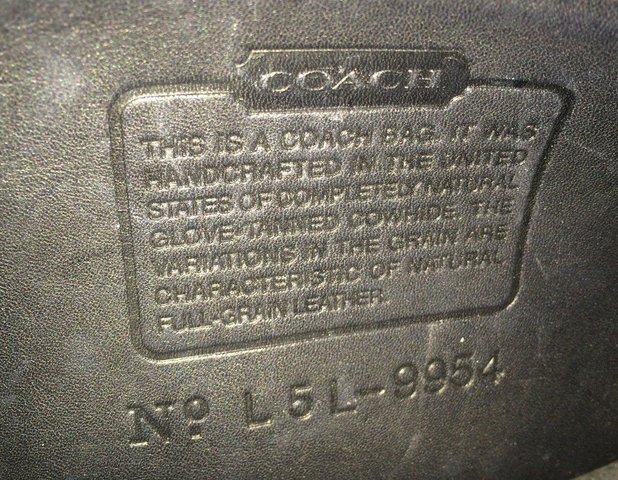 COACH
THIS IS A COACH BAG. IT WAS
HANDCRAFTED IN THE UNITED
STATES OF COMPLETELY NATURAL
GLOVE-TANNED COWHIDE. THE
VARIATIONS IN THE GRAIN ARE
CHARACTERISTIC OF NATURAL
FULL-GRAIN LEATHER.
Nº L5L-9954